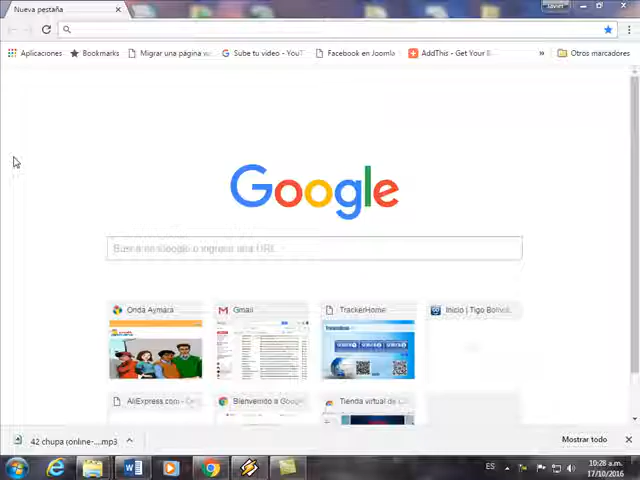 Nueva pestaña
Javier
Aplicaciones
Bookmarks
Migrar una página w...
Sube tu video - YouT
Facebook en Joomla
AddThis - Get Your B
»
Otros marcadores
Google
Busca en Google o ingresa una URL
Onda Aymara
Gmail
TrackerHome
Inicio | Tigo Bolivi...
AliExpress.com -
Bienvenido a Google
Tienda virtual de C
42 chupa (online-....mp3
Mostrar todo
ES
10:28 a.m.
17/10/2016